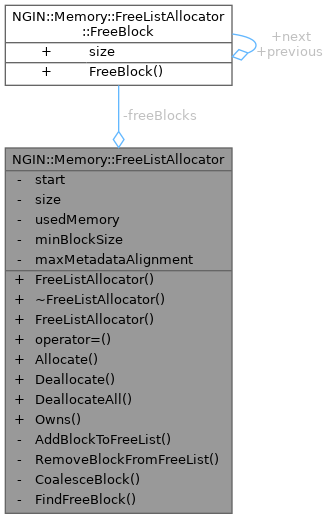 NGIN::Memory::FreeListAllocator
::FreeBlock
+ size
+ FreeBlock()
+next
+previous
-freeBlocks
NGIN::Memory::FreeListAllocator
- start
- size
- usedMemory
- minBlockSize
- maxMetadataAlignment
+ FreeListAllocator()
+ ~FreeListAllocator()
+ FreeListAllocator()
+ operator=()
+ Allocate()
+ Deallocate()
+ DeallocateAll()
+ Owns()
- AddBlockToFreeList()
- RemoveBlockFromFreeList()
- CoalesceBlock()
- FindFreeBlock()